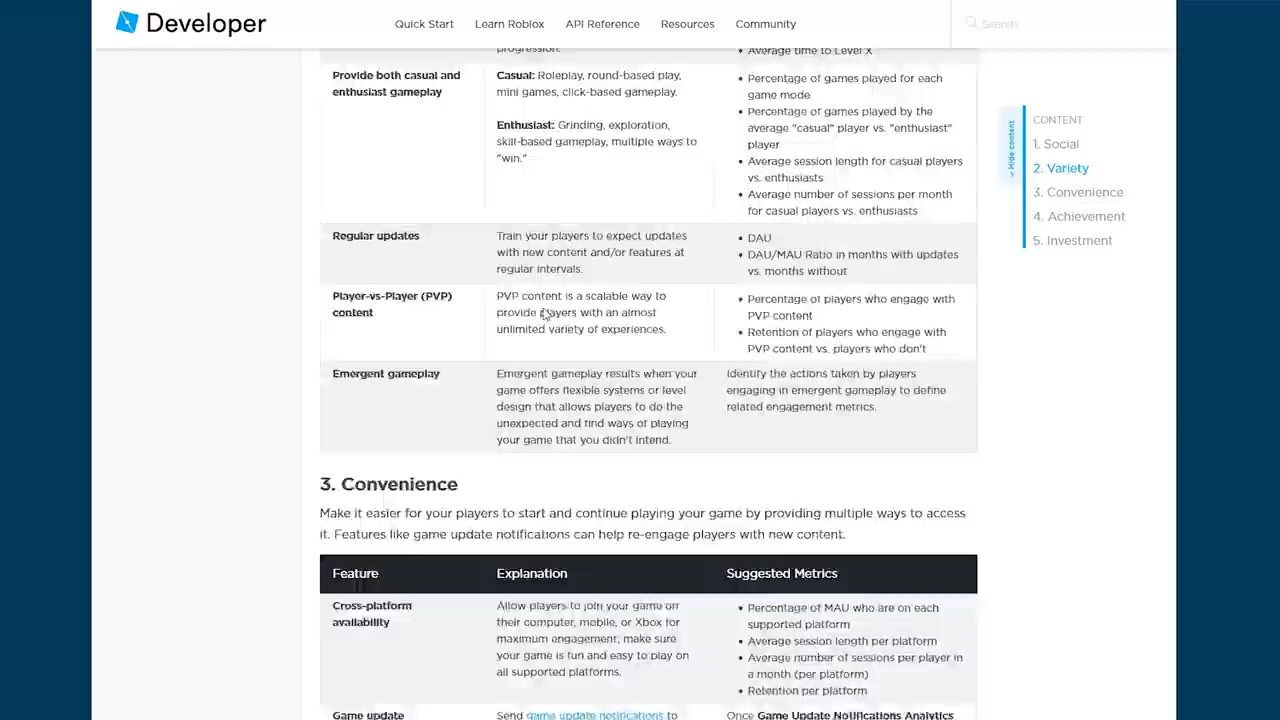 Developer
Quick Start
Learn Roblox
API Reference
Resources
Community
Search
progression.
• Average time to Level X
Provide both casual and
enthusiast gameplay
Casual: Roleplay, round-based play,
mini games, click-based gameplay.
Enthusiast: Grinding, exploration,
skill-based gameplay, multiple ways to
"win."
• Percentage of games played for each
game mode
• Percentage of games played by the
average "casual" player vs. "enthusiast"
player
• Average session length for casual players
vs. enthusiasts
• Average number of sessions per month
for casual players vs. enthusiasts
Regular updates
Train your players to expect updates
with new content and/or features at
regular intervals.
• DAU
• DAU/MAU Ratio in months with updates
vs. months without
Player-vs-Player (PVP)
content
PVP content is a scalable way to
provide players with an almost
unlimited variety of experiences.
• Percentage of players who engage with
PVP content
• Retention of players who engage with
PVP content vs. players who don't
Emergent gameplay
Emergent gameplay results when your
game offers flexible systems or level
design that allows players to do the
unexpected and find ways of playing
your game that you didn't intend.
Identify the actions taken by players
engaging in emergent gameplay to define
related engagement metrics.
3. Convenience
Make it easier for your players to start and continue playing your game by providing multiple ways to access
it. Features like game update notifications can help re-engage players with new content.
Feature
Explanation
Suggested Metrics
Cross-platform
availability
Allow players to join your game on
their computer, mobile, or Xbox for
maximum engagement; make sure
your game is fun and easy to play on
all supported platforms.
• Percentage of MAU who are on each
supported platform
• Average session length per platform
• Average number of sessions per player in
a month (per platform)
• Retention per platform
Game update
Send game update notifications to
Once Game Update Notifications Analytics
Hide content
CONTENT
1. Social
2. Variety
3. Convenience
4. Achievement
5. Investment